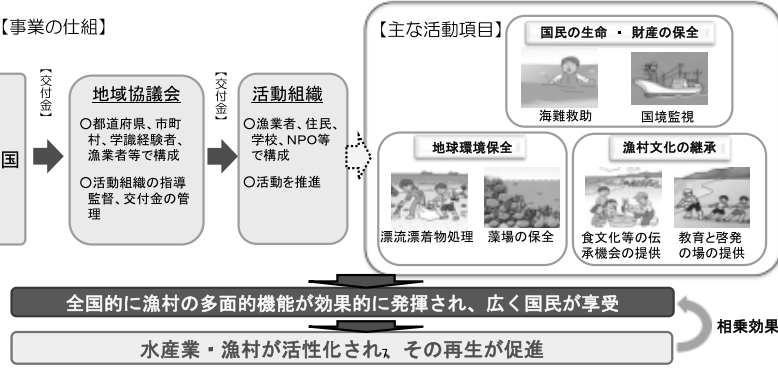 【事業の仕組】
国
【交付金】
地域協議会
○都道府県、市町
村、学識経験者、
漁業者等で構成
○活動組織の指導
監督、交付金の管
理
【交付金】
活動組織
○漁業者、住民、
学校、NPO等
で構成
○活動を推進
【主な活動項目】
国民の生命 ・ 財産の保全
海難救助
国境監視
地球環境保全
漂流漂着物処理
藻場の保全
漁村文化の継承
食文化等の伝
承機会の提供
教育と啓発
の場の提供
全国的に漁村の多面的機能が効果的に発揮され、広く国民が享受
水産業・漁村が活性化され、その再生が促進
相乗効果